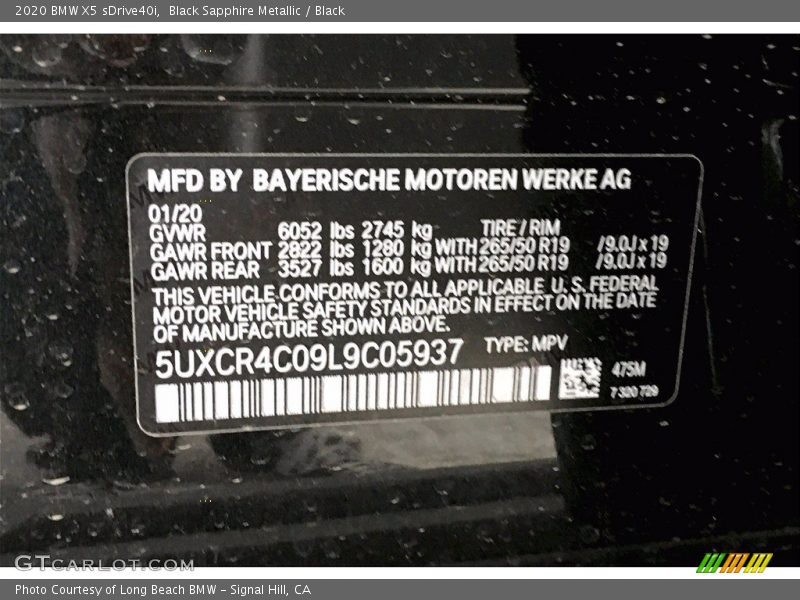 2020 BMW X5 sDrive40i,  Black Sapphire Metallic / Black
MFD BY BAYERISCHE MOTOREN WERKE AG
01/20
GVWR 6052 lbs 2745 kg TIRE / RIM
GAWR FRONT 2822 lbs 1280 kg WITH 265/50 R19 /9.0J x 19
GAWR REAR 3527 lbs 1600 kg WITH 265/50 R19 /9.0J x 19
THIS VEHICLE CONFORMS TO ALL APPLICABLE U.S. FEDERAL
MOTOR VEHICLE SAFETY STANDARDS IN EFFECT ON THE DATE
OF MANUFACTURE SHOWN ABOVE.
5UXCR4C09L9C05937 TYPE: MPV
475M
7 320 729
GTCARLOT.COM
Photo Courtesy of Long Beach BMW - Signal Hill, CA